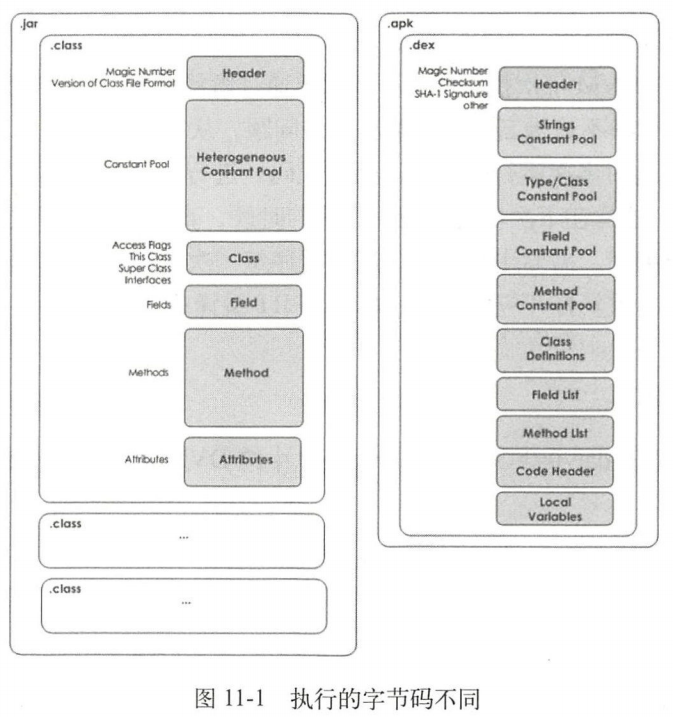 .jar
.class
Magic Number
Version of Class File Format
Header
Constant Pool
Heterogeneous
Constant Pool
Access Flags
This Class
Super Class
Interfaces
Class
Fields
Field
Methods
Method
Attributes
Attributes
.class
...
.class
...
.apk
.dex
Magic Number
Checksum
SHA-1 Signature
other
Header
Strings
Constant Pool
Type/Class
Constant Pool
Field
Constant Pool
Method
Constant Pool
Class
Definitions
Field List
Method List
Code Header
Local
Variables
图 11-1 执行的字节码不同